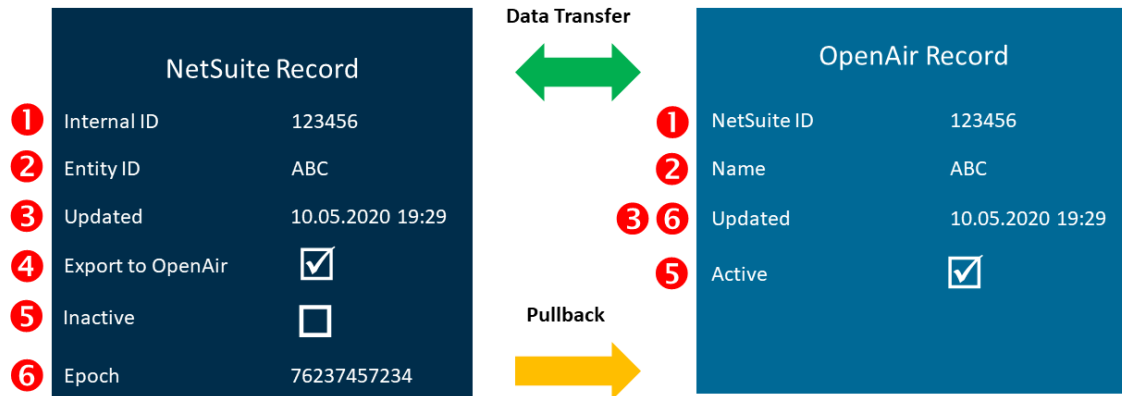 Data Transfer
NetSuite Record
OpenAir Record
1 Internal ID 123456
1 NetSuite ID 123456
2 Entity ID ABC
2 Name ABC
3 Updated 10.05.2020 19:29
3 6 Updated 10.05.2020 19:29
4 Export to OpenAir
5 Active
5 Inactive
Pullback
6 Epoch 76237457234